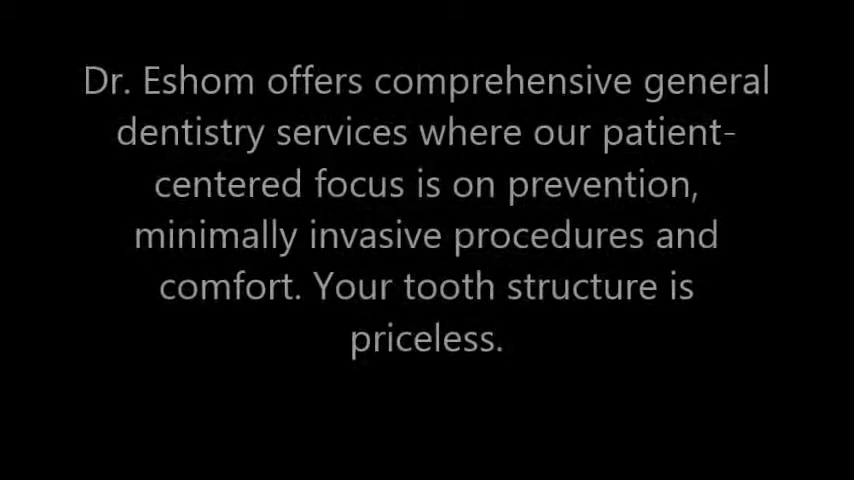 Dr. Eshom offers comprehensive general
dentistry services where our patient-
centered focus is on prevention,
minimally invasive procedures and
comfort. Your tooth structure is
priceless.